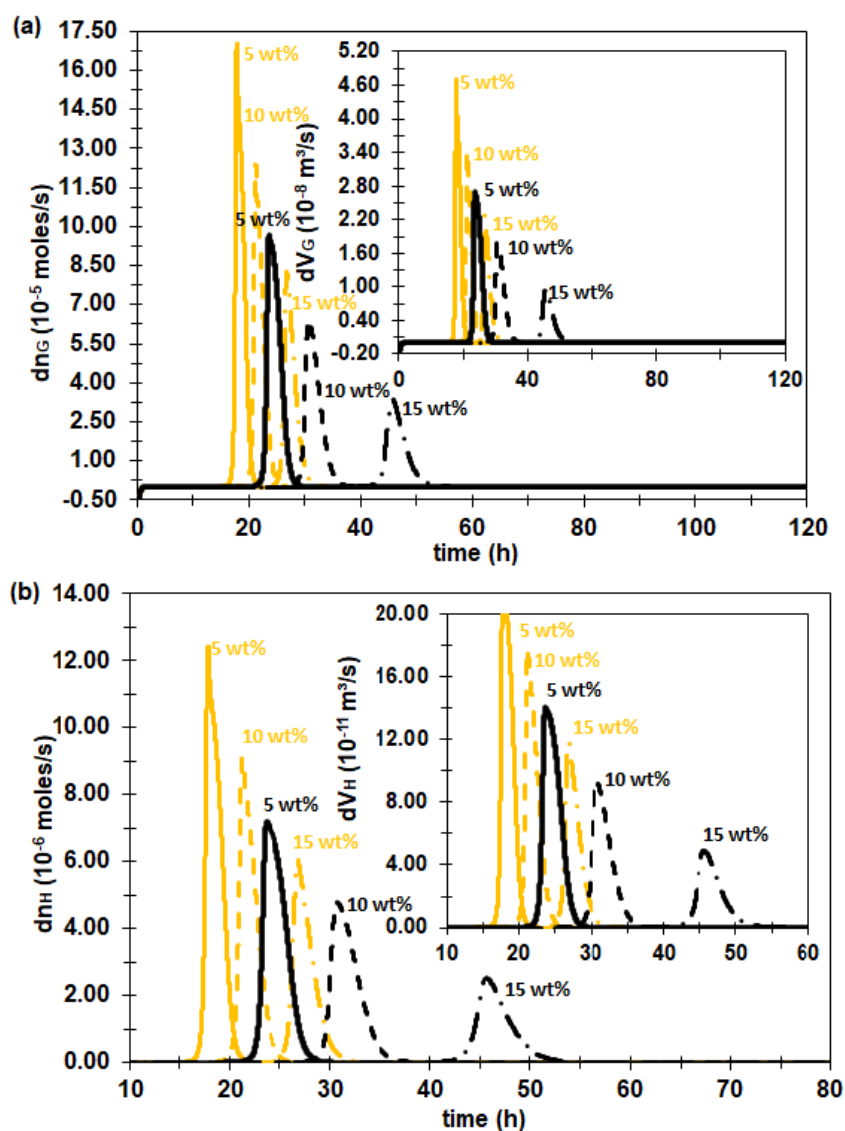 (a)
17.50
16.00
14.50
13.00
11.50
10.00
8.50
7.00
5.50
4.00
2.50
1.00
-0.50
dnG (10⁻⁵ moles/s)
0 20 40 60 80 100 120
time (h)
5 wt%
10 wt%
5 wt%
15 wt%
10 wt%
15 wt%
5.20
4.60
4.00
3.40
2.80
2.20
1.60
1.00
0.40
-0.20
dVG (10⁻⁸ m³/s)
0 40 80 120
5 wt%
10 wt%
5 wt%
15 wt%
10 wt%
15 wt%
(b)
14.00
12.00
10.00
8.00
6.00
4.00
2.00
0.00
dnH (10⁻⁶ moles/s)
10 20 30 40 50 60 70 80
time (h)
5 wt%
10 wt%
5 wt%
15 wt%
10 wt%
15 wt%
20.00
16.00
12.00
8.00
4.00
0.00
dVH (10⁻¹¹ m³/s)
10 20 30 40 50 60
5 wt%
10 wt%
5 wt%
15 wt%
10 wt%
15 wt%